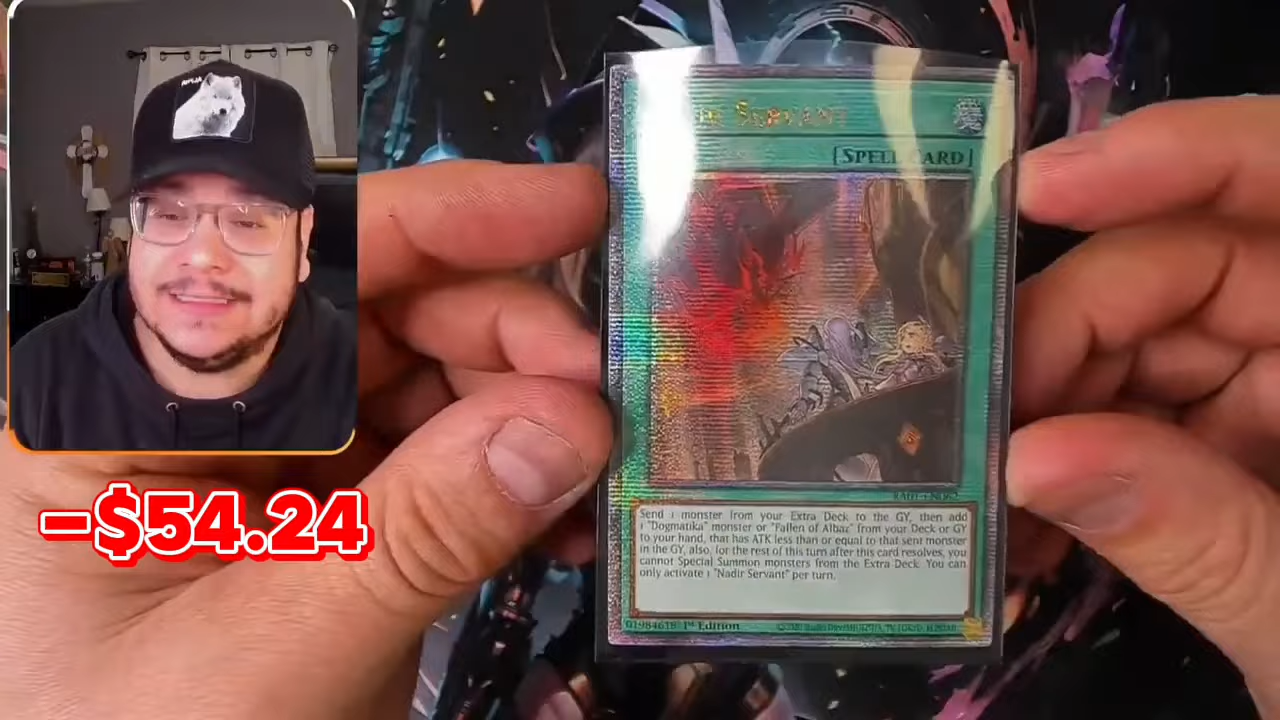 SERVANT
[SPELL CARD]
Send 1 monster from your Extra Deck to the GY, then add
1 "Dogmatika" monster or "Fallen of Albaz" from your Deck or GY
to your hand, that has ATK less than or equal to that sent monster
in the GY, also, for the rest of this turn after this card resolves, you
cannot Special Summon monsters from the Extra Deck. You can
only activate 1 "Nadir Servant" per turn.
01984618 1st Edition
-$54.24